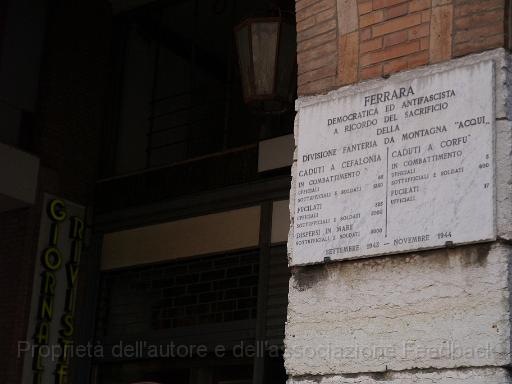 FERRARA
DEMOCRATICA ED ANTIFASCISTA
A RICORDO DEL SACRIFICIO
DELLA
DIVISIONE FANTERIA DA MONTAGNA "ACQUI"
CADUTI A CEFALONIA
IN COMBATTIMENTO
UFFICIALI
SOTTUFFICIALI E SOLDATI
FUCILATI
UFFICIALI
SOTTUFFICIALI E SOLDATI
DISPERSI IN MARE
SOTTUFFICIALI E SOLDATI
CADUTI A CORFU'
IN COMBATTIMENTO
UFFICIALI
SOTTUFFICIALI E SOLDATI
FUCILATI
UFFICIALI 17
SETTEMBRE 1943 - NOVEMBRE 1944
GIORNALI
RIVISTE
Proprietà dell'autore e dell'associazione Feedback